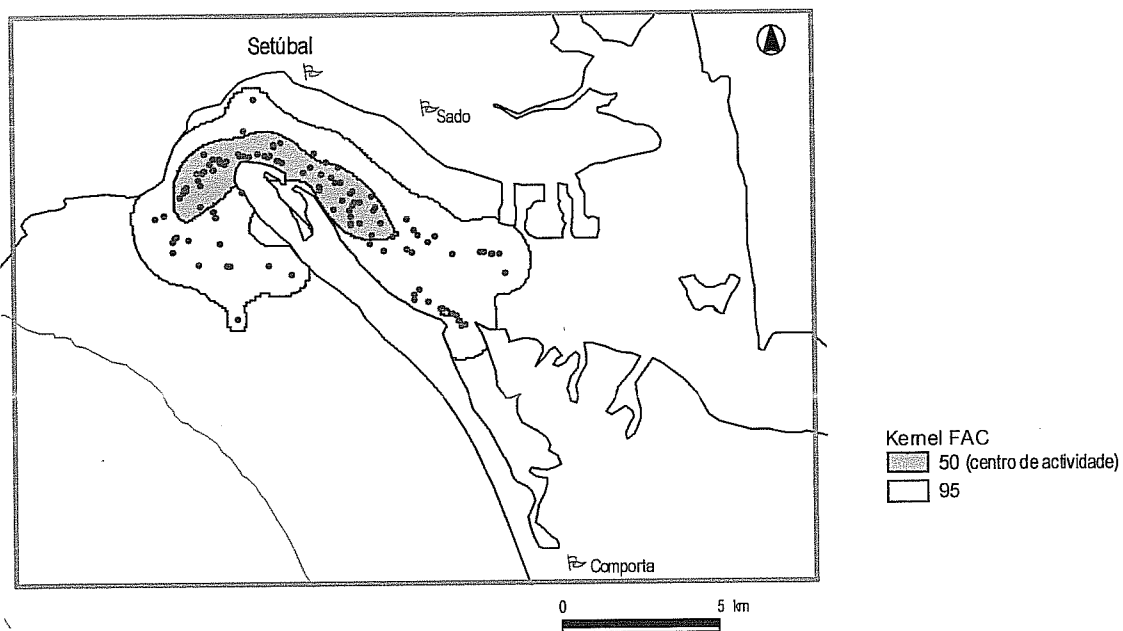 Setúbal
Sado
Kernel FAC
50 (centro de actividade)
95
Comporta
0 5 km